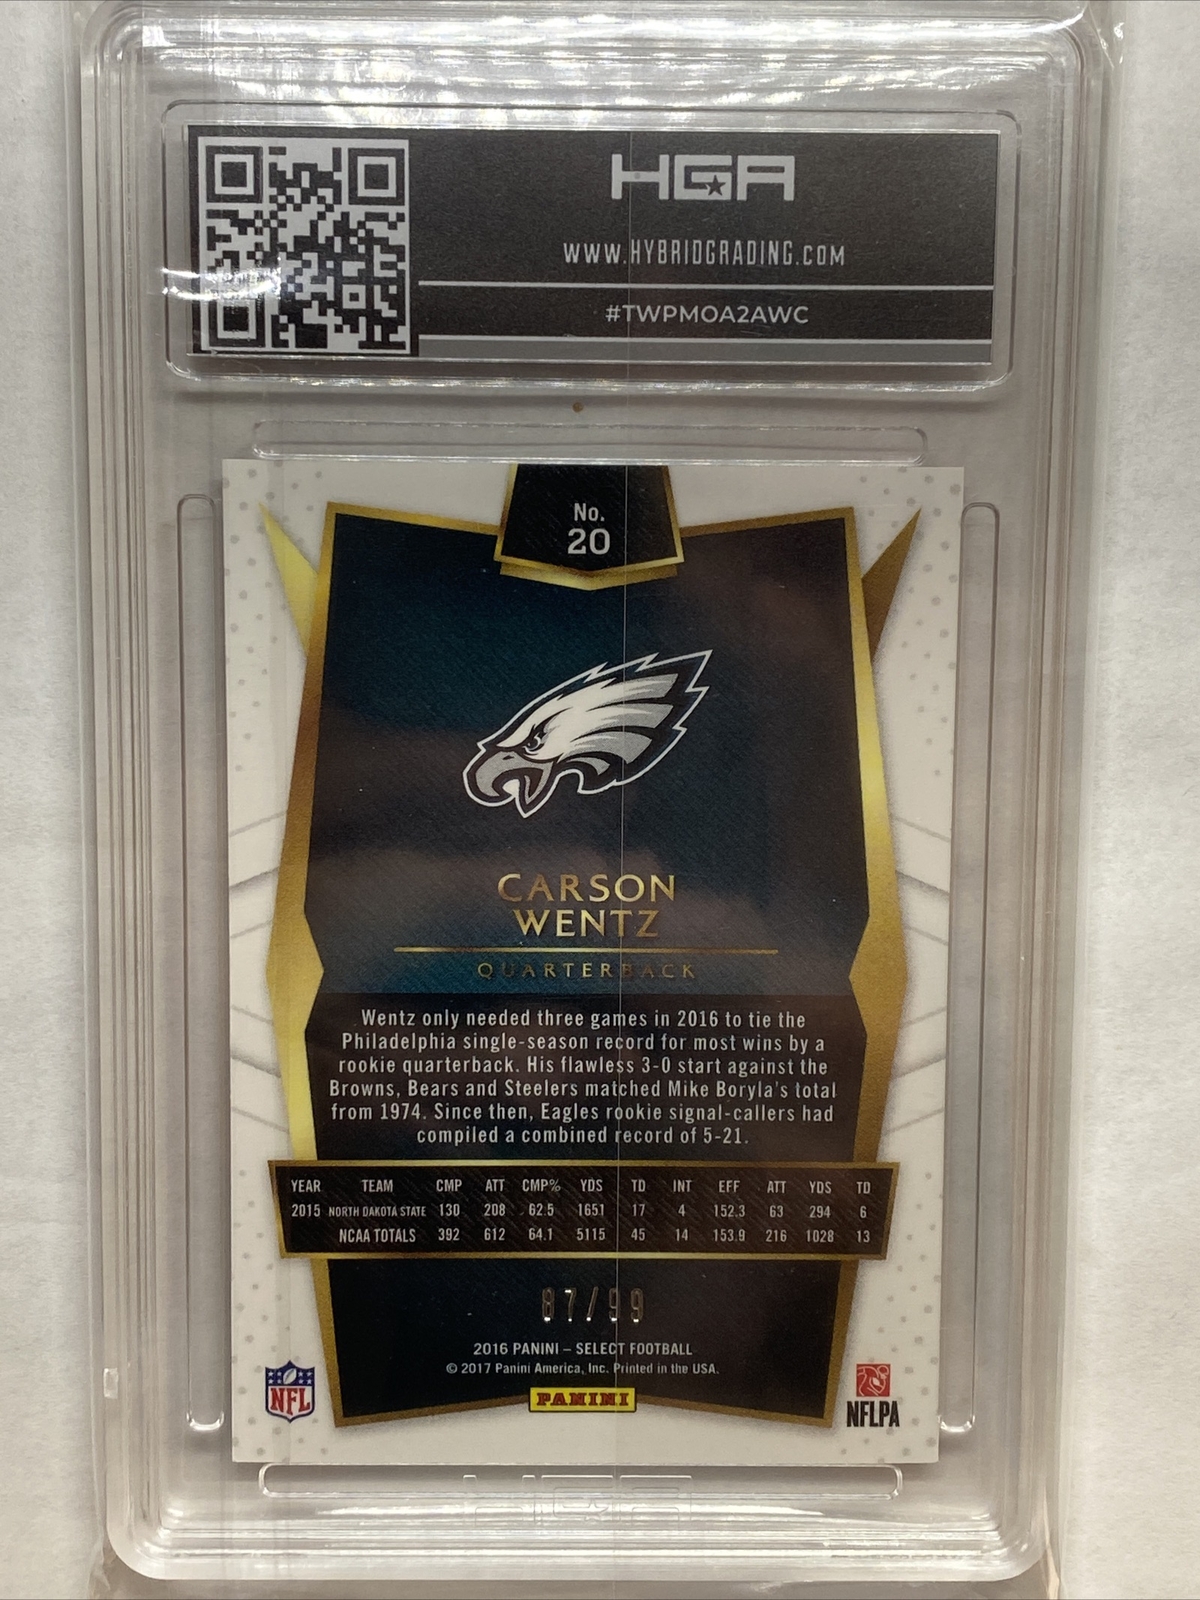 HGA
WWW.HYBRIDGRADING.COM
#TWPMOA2AWC
No.
20
CARSON
WENTZ
QUARTERBACK
Wentz only needed three games in 2016 to tie the
Philadelphia single-season record for most wins by a
rookie quarterback. His flawless 3-0 start against the
Browns, Bears and Steelers matched Mike Boryla's total
from 1974. Since then, Eagles rookie signal-callers had
compiled a combined record of 5-21.
YEAR TEAM CMP ATT CMP% YDS TD INT EFF ATT YDS TD
2015 NORTH DAKOTA STATE 130 208 62.5 1651 17 4 152.3 63 294 6
NCAA TOTALS 392 612 64.1 5115 45 14 153.9 216 1028 13
87/99
2016 PANINI – SELECT FOOTBALL
© 2017 Panini America, Inc. Printed in the USA.
NFL
PANINI
NFLPA
HGA